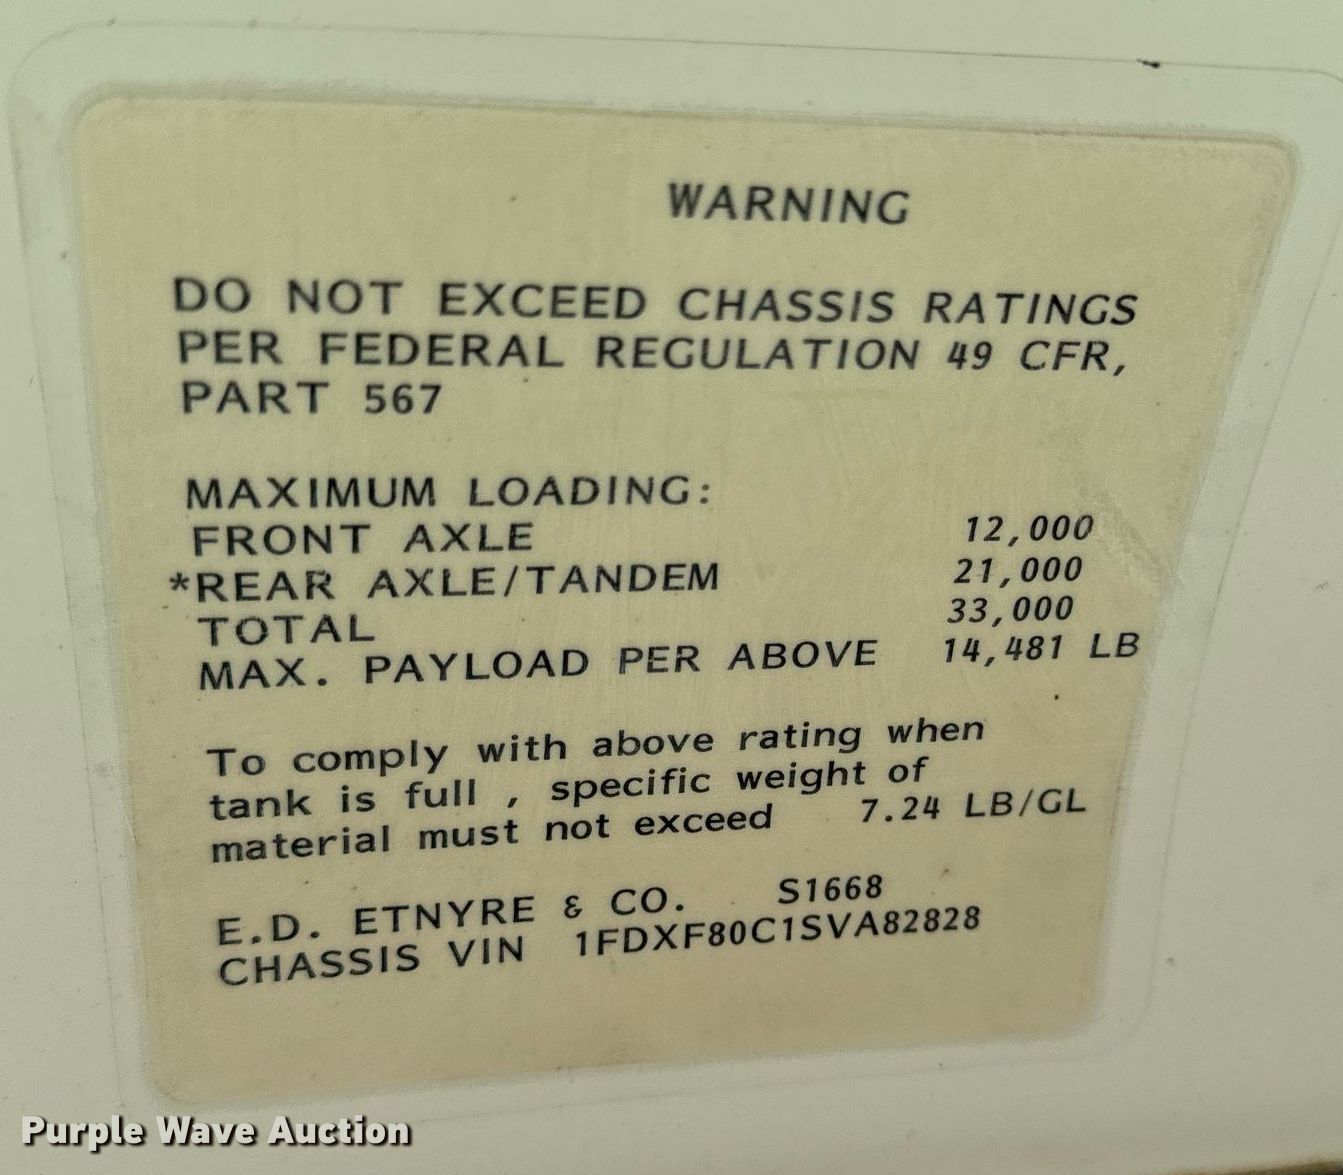 WARNING
DO NOT EXCEED CHASSIS RATINGS
PER FEDERAL REGULATION 49 CFR,
PART 567
MAXIMUM LOADING:
FRONT AXLE 12,000
*REAR AXLE/TANDEM 21,000
TOTAL 33,000
MAX. PAYLOAD PER ABOVE 14,481 LB
To comply with above rating when
tank is full , specific weight of
material must not exceed 7.24 LB/GL
E.D. ETNYRE & CO. S1668
CHASSIS VIN 1FDXF80C1SVA82828
Purple Wave Auction